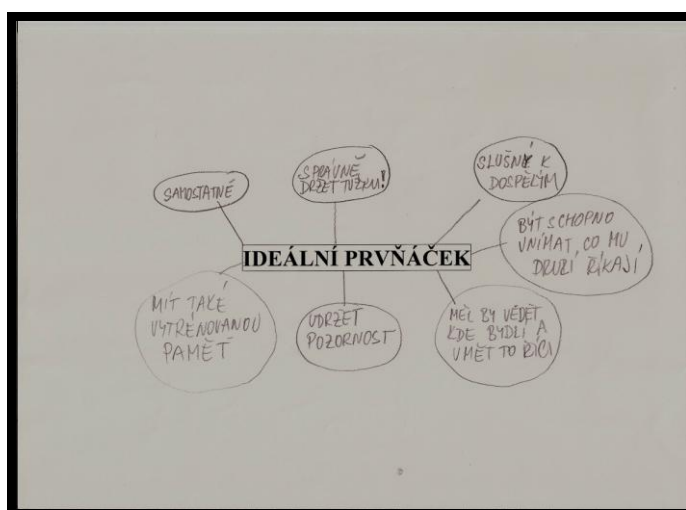 SAMOSTATNÉ
SPRÁVNĚ
DRŽET TUŽKU!
SLUŠNÉ K
DOSPĚLÝM
BÝT SCHOPNO
VNÍMAT, CO MU
DRUZÍ ŘÍKAJÍ
IDEÁLNÍ PRVŇÁČEK
MÍT TAKÉ
VYTRÉNOVANOU
PAMĚŤ
UDRŽET
POZORNOST
MĚL BY VĚDĚT,
KDE BYDLÍ A
UMĚT TO ŘÍCI